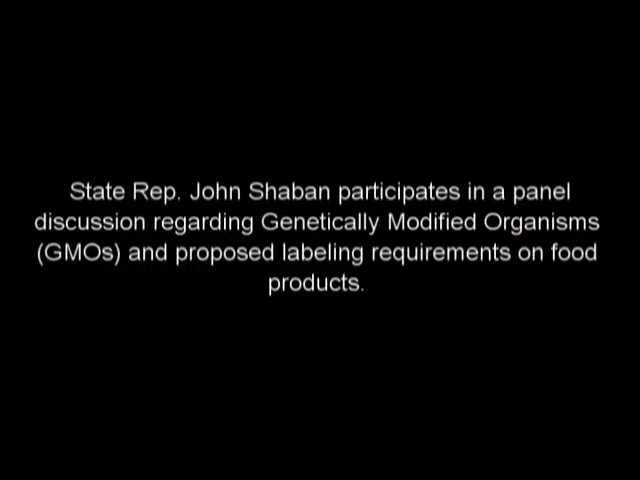 State Rep. John Shaban participates in a panel
discussion regarding Genetically Modified Organisms
(GMOs) and proposed labeling requirements on food
products.